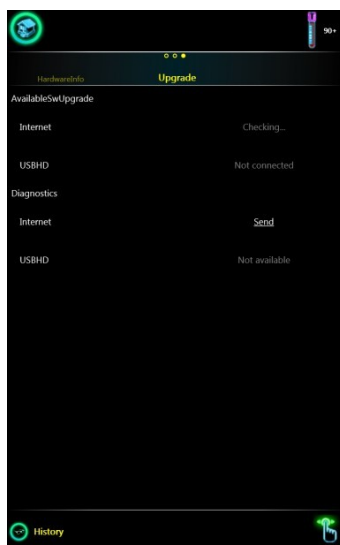 90+
HardwareInfo Upgrade
AvailableSwUpgrade
Internet Checking...
USBHD Not connected
Diagnostics
Internet Send
USBHD Not available
History